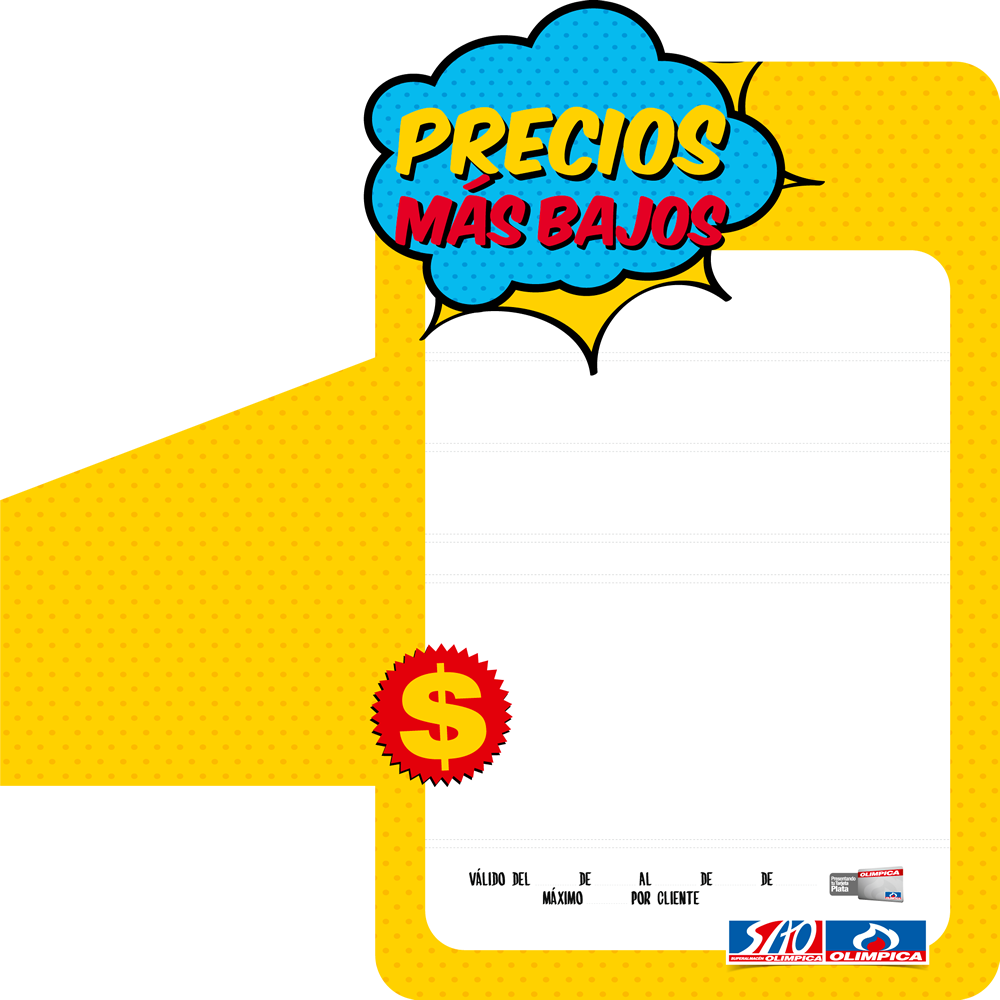 PRECIOS
MÁS BAJOS
$
VÁLIDO DEL DE AL DE DE
MÁXIMO POR CLIENTE
Presentando
tu Tarjeta
Plata
OLIMPICA
SAO
SUPERALMACÉN OLIMPICA
OLIMPICA